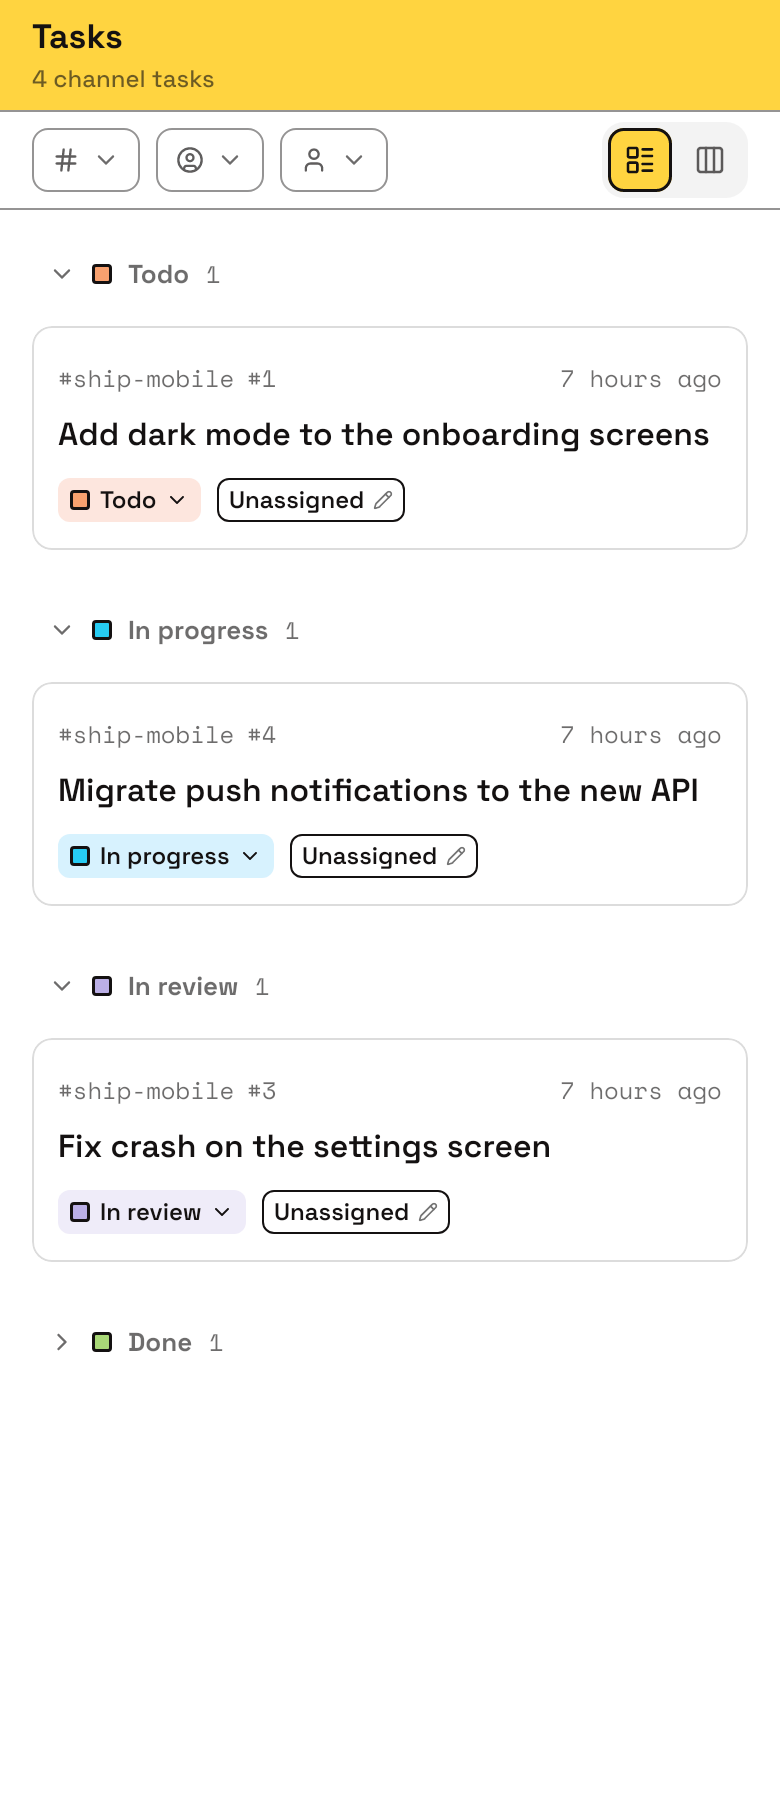 Tasks
4 channel tasks
Todo 1
#ship-mobile #1 7 hours ago
Add dark mode to the onboarding screens
Todo Unassigned
In progress 1
#ship-mobile #4 7 hours ago
Migrate push notifications to the new API
In progress Unassigned
In review 1
#ship-mobile #3 7 hours ago
Fix crash on the settings screen
In review Unassigned
Done 1